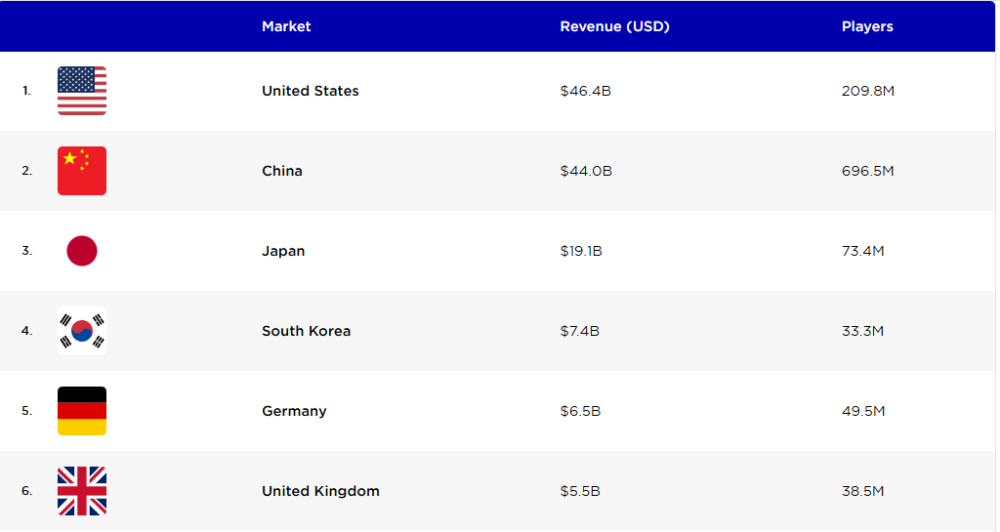 Market Revenue (USD) Players
1. United States $46.4B 209.8M
2. China $44.0B 696.5M
3. Japan $19.1B 73.4M
4. South Korea $7.4B 33.3M
5. Germany $6.5B 49.5M
6. United Kingdom $5.5B 38.5M